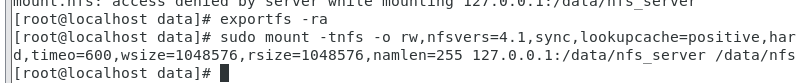 mount.nfs: access denied by server while mounting 127.0.0.1:/data/nfs_server
[root@localhost data]# exportfs -ra
[root@localhost data]# sudo mount -tnfs -o rw,nfsvers=4.1,sync,lookupcache=positive,har
d,timeo=600,wsize=1048576,rsize=1048576,namlen=255 127.0.0.1:/data/nfs_server /data/nfs
[root@localhost data]#